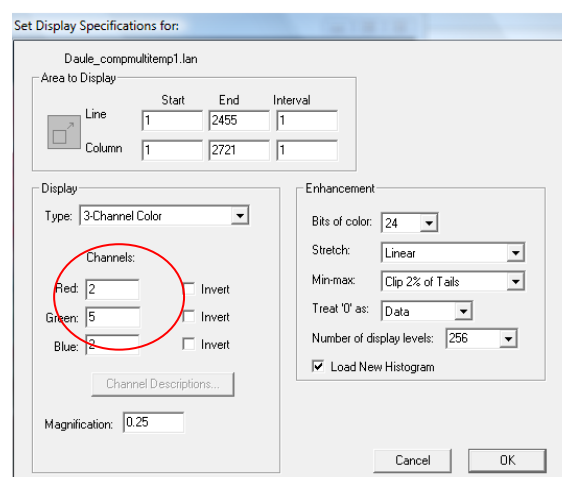 Set Display Specifications for:
Daule_compmultitemp1.lan
Area to Display
Start End Interval
Line 1 2455 1
Column 1 2721 1
Display
Type: 3-Channel Color
Channels:
Red: 2 Invert
Green: 5 Invert
Blue: 2 Invert
Channel Descriptions...
Magnification: 0.25
Enhancement
Bits of color: 24
Stretch: Linear
Min-max: Clip 2% of Tails
Treat '0' as: Data
Number of display levels: 256
Load New Histogram
Cancel OK